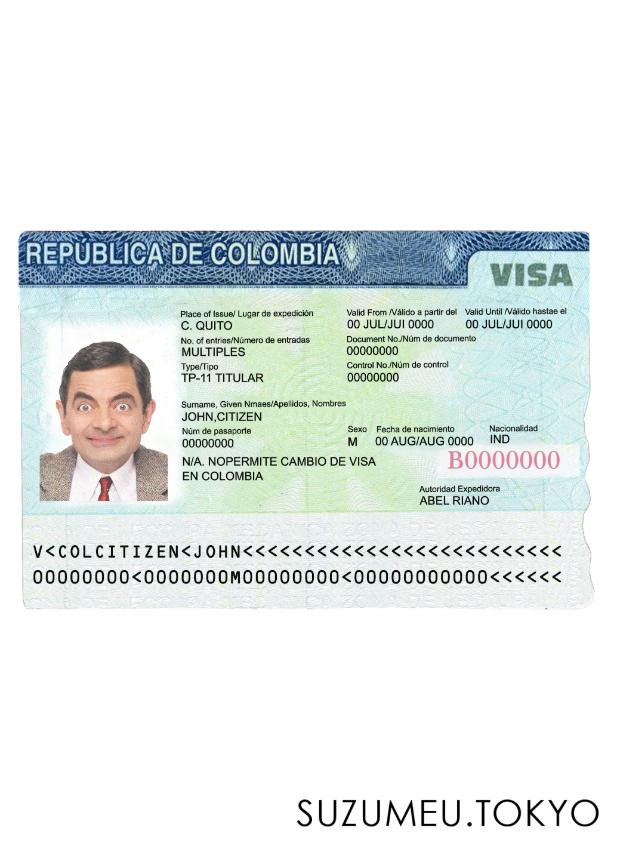 REPÚBLICA DE COLOMBIA
VISA
Place of Issue/ Lugar de expedición
C. QUITO
Valid From /Válido a partir del
00 JUL/JUI 0000
Valid Until /Válido hastae el
00 JUL/JUI 0000
No. of entries/Número de entradas
MULTIPLES
Document No./Núm de documento
00000000
Type/Tipo
TP-11 TITULAR
Control No./Núm de control
00000000
Surname, Given Nmaes/Apelidos, Nombres
JOHN,CITIZEN
Núm de pasaporte
00000000
Sexo
M
Fecha de nacimiento
00 AUG/AUG 0000
Nacionalidad
IND
N/A. NOPERMITE CAMBIO DE VISA
EN COLOMBIA
B0000000
Autoridad Expedidora
ABEL RIANO
V<COLCITIZEN<JOHN<<<<<<<<<<<<<<<<<<<<<<<<<<<
00000000<0000000M00000000<00000000000<<<<<<
SUZUMEU.TOKYO